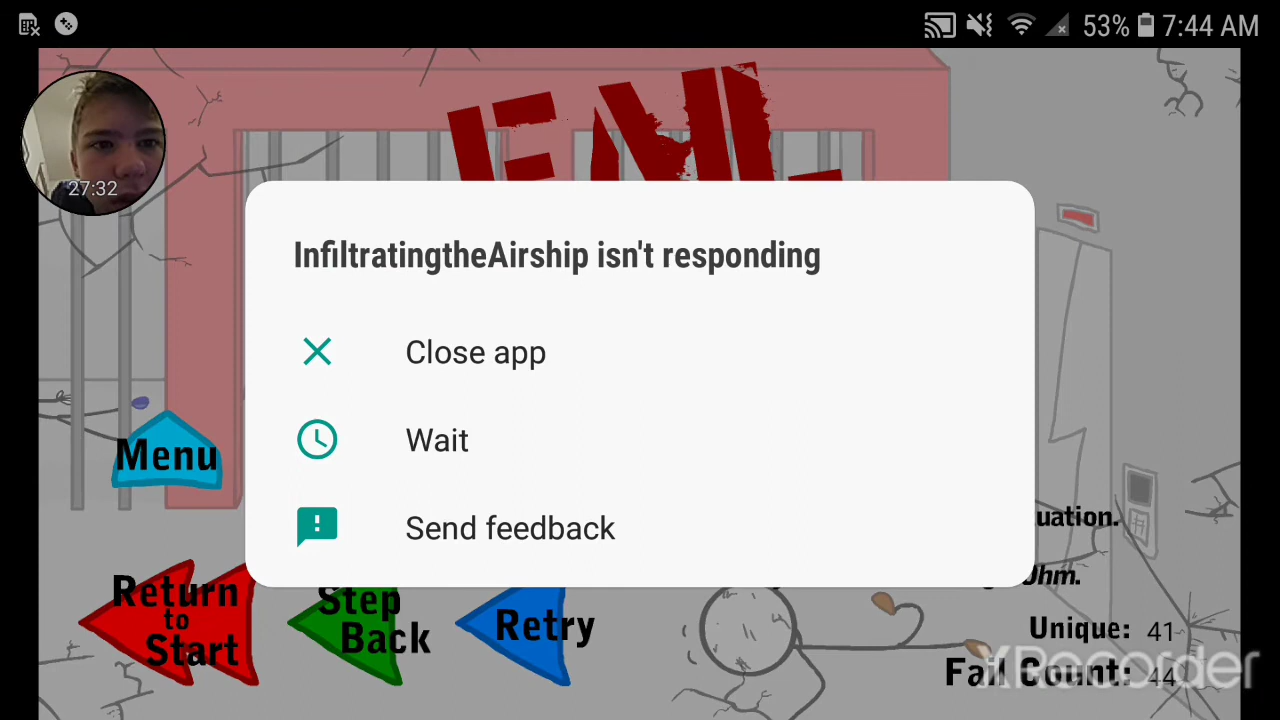 53% 7:44 AM
27:32
InfiltratingtheAirship isn't responding
Close app
Wait
Send feedback
Menu
Return
to
Start
Step
Back
Retry
uation.
Ohm.
Unique: 41
Fail Count: 44
XRecorder